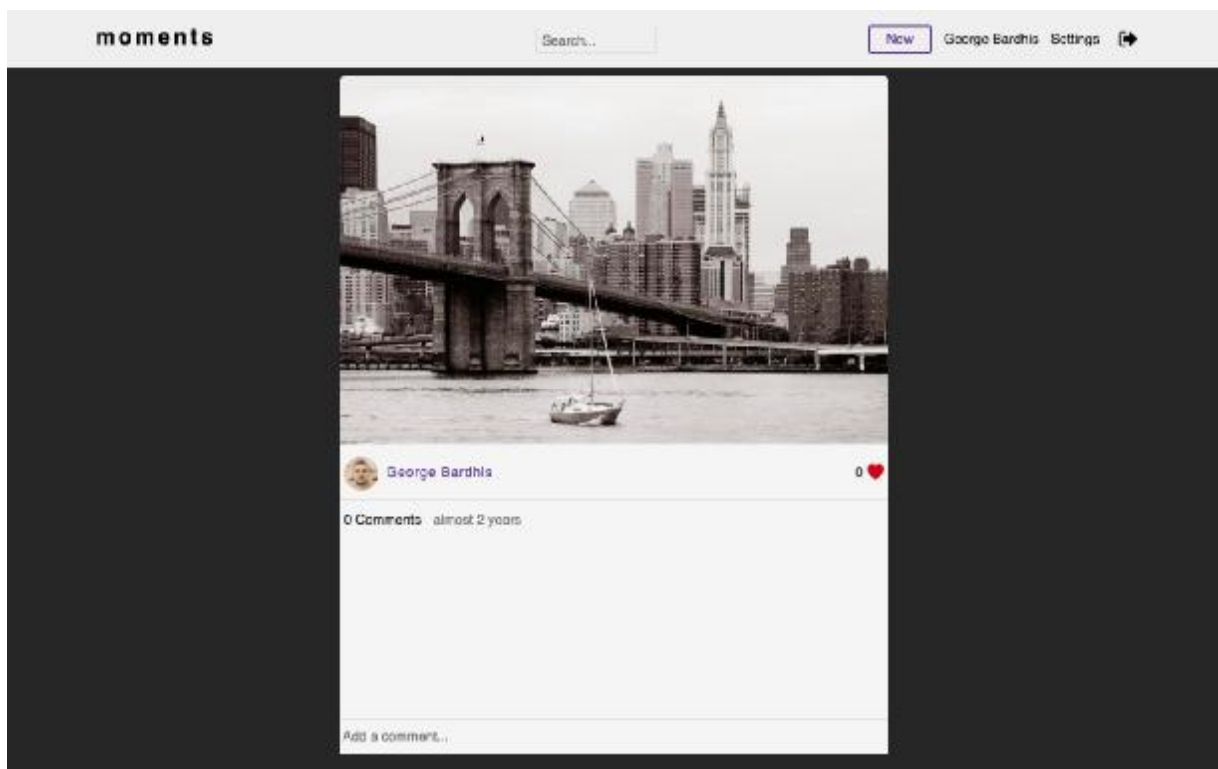 moments
Search...
New George Bardhis Settings
George Bardhis
0
0 Comments almost 2 years
Add a comment...